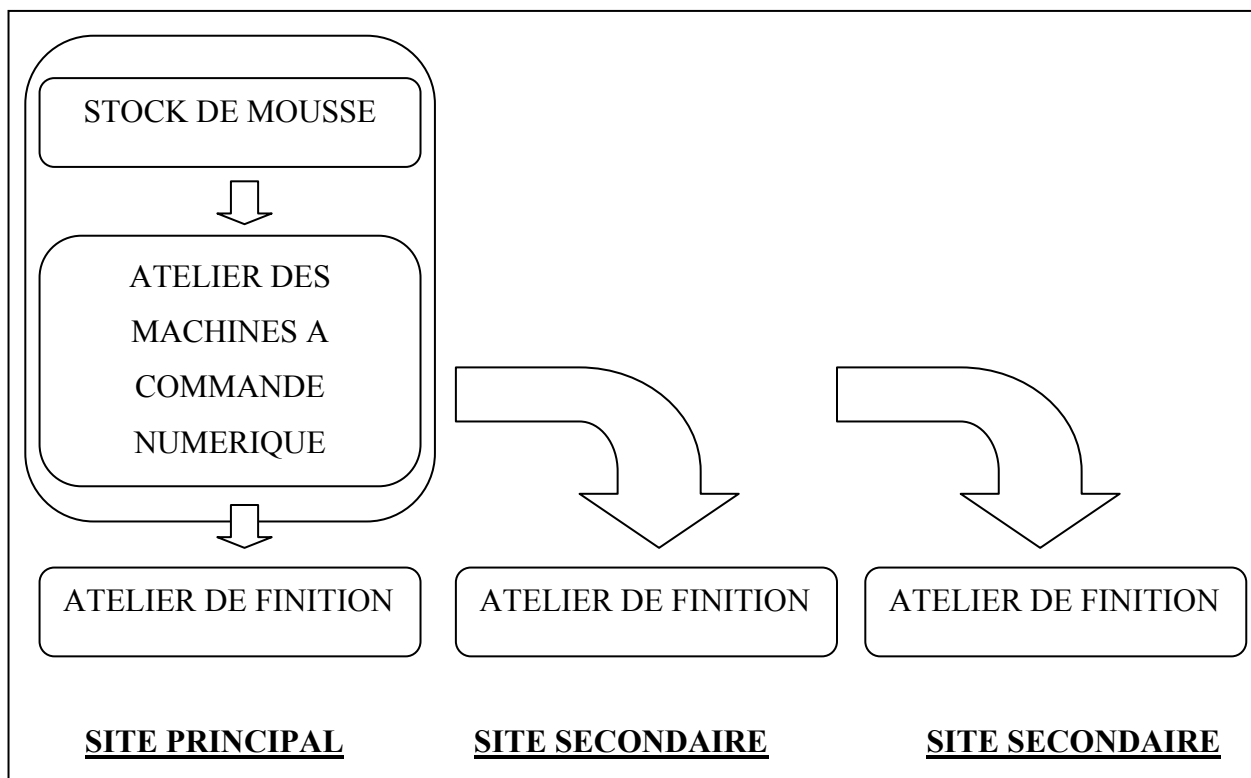 STOCK DE MOUSSE
ATELIER DES
MACHINES A
COMMANDE
NUMERIQUE
ATELIER DE FINITION
ATELIER DE FINITION
ATELIER DE FINITION
SITE PRINCIPAL
SITE SECONDAIRE
SITE SECONDAIRE